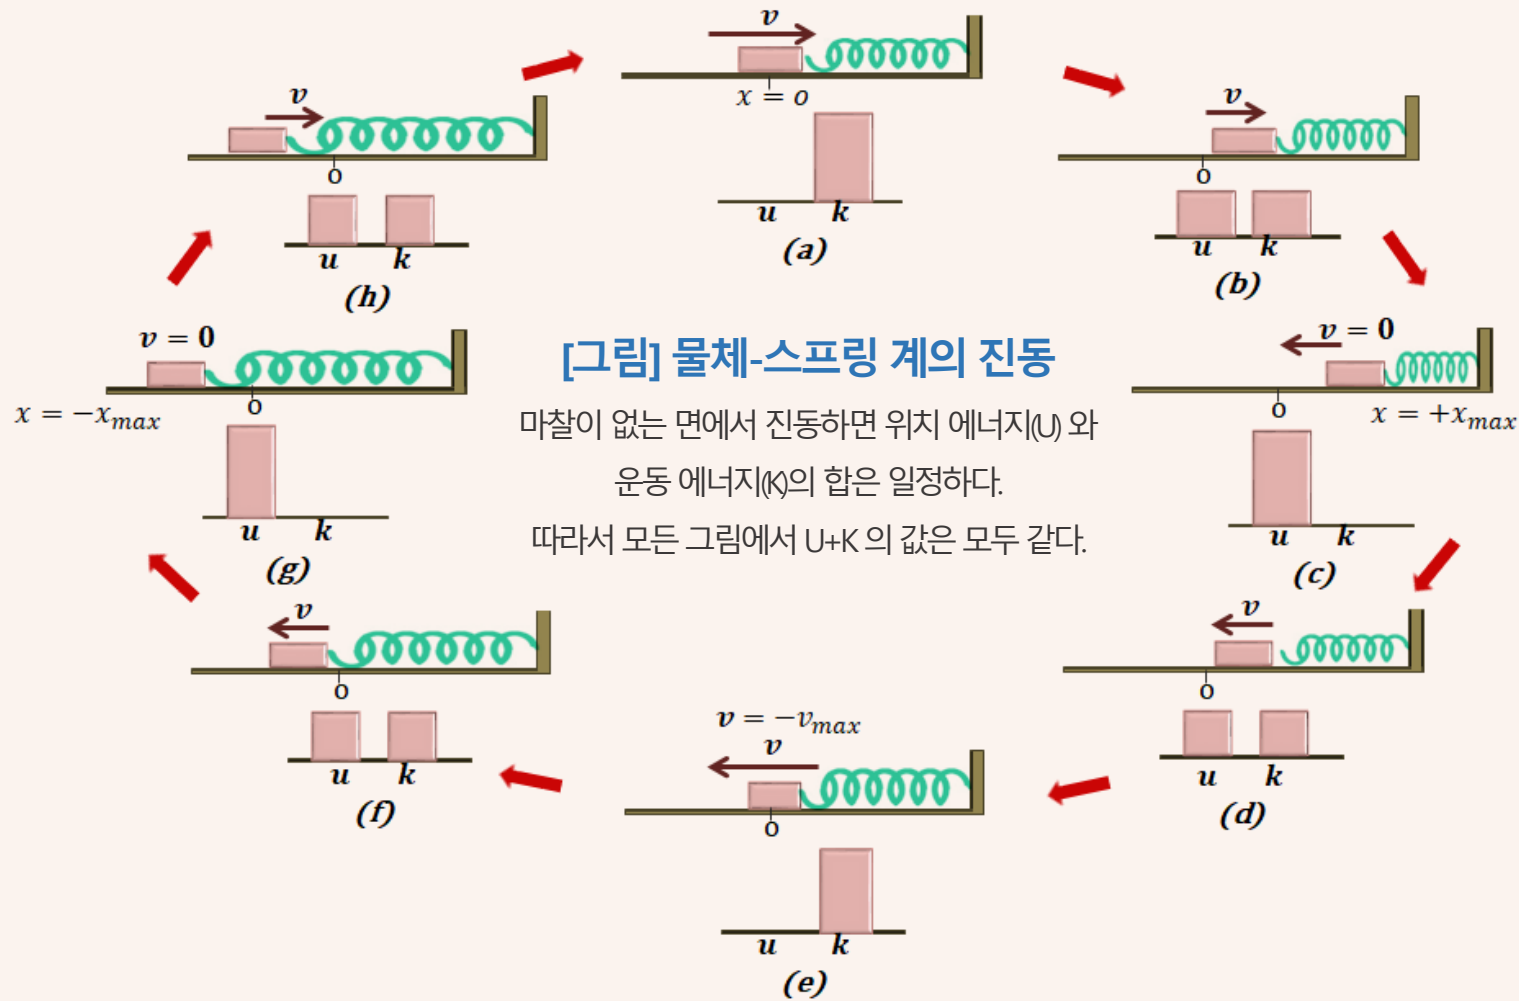 v
x = o
u k
(a)
v
o
u k
(b)
v = 0
o
x = +x_max
u k
(c)
v
o
u k
(d)
v = −v_max
v
o
u k
(e)
v
o
u k
(f)
v = 0
o
x = −x_max
u k
(g)
v
o
u k
(h)
[그림] 물체-스프링 계의 진동
마찰이 없는 면에서 진동하면 위치 에너지(U) 와
운동 에너지(K)의 합은 일정하다.
따라서 모든 그림에서 U+K 의 값은 모두 같다.